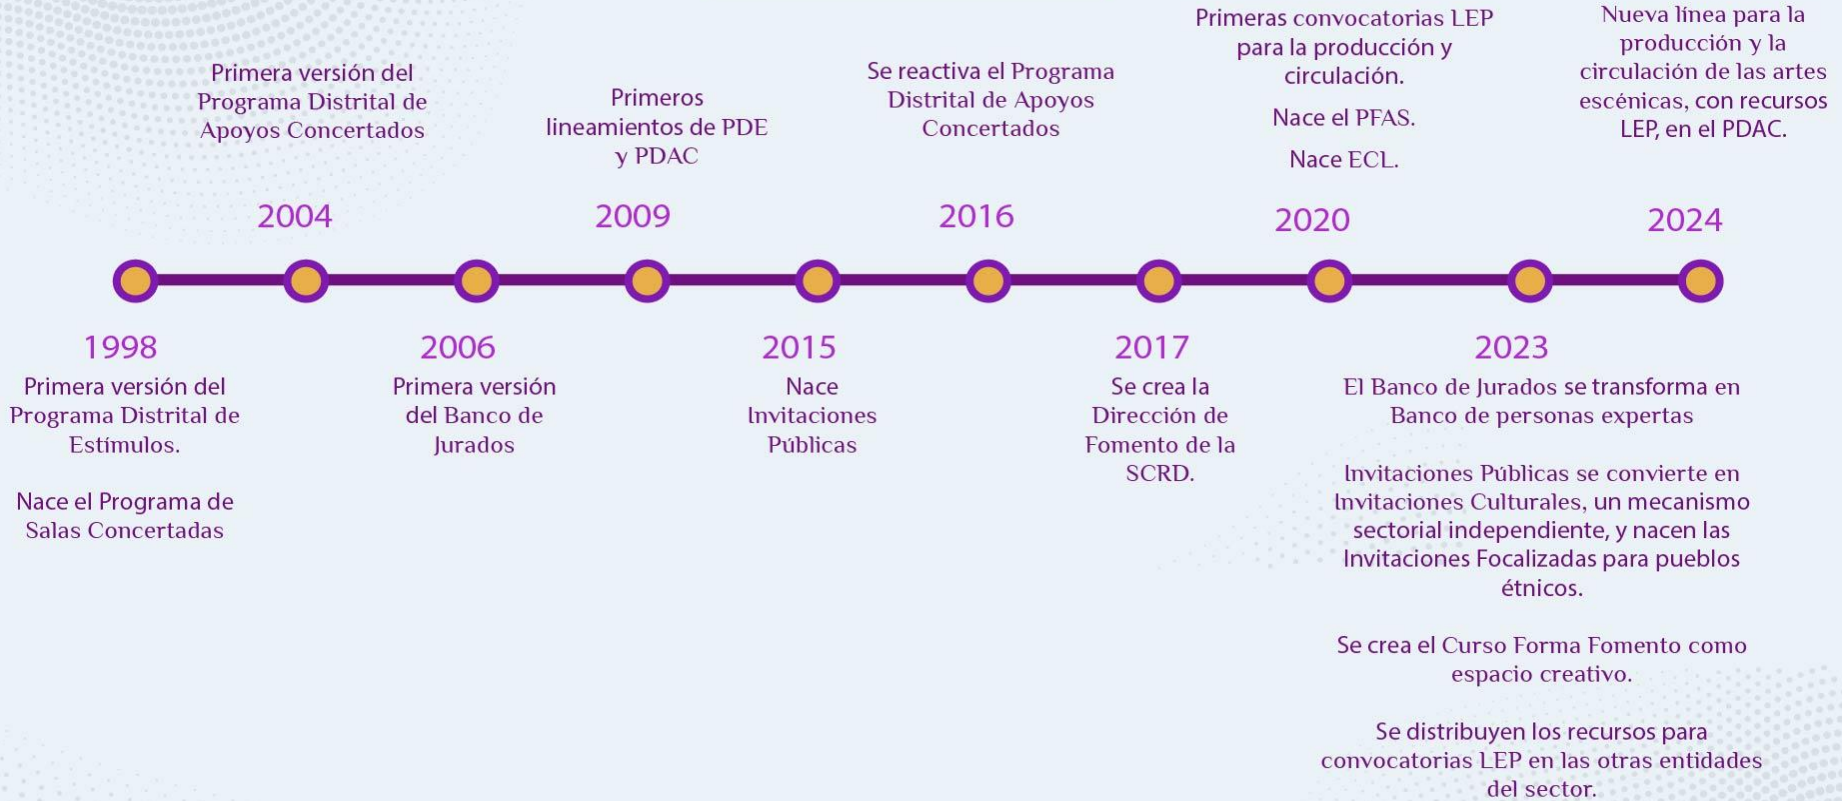 Primera versión del
Programa Distrital de
Apoyos Concertados
2004
Primeros
lineamientos de PDE
y PDAC
2009
Se reactiva el Programa
Distrital de Apoyos
Concertados
2016
Primeras convocatorias LEP
para la producción y
circulación.
Nace el PFAS.
Nace ECL.
2020
Nueva línea para la
producción y la
circulación de las artes
escénicas, con recursos
LEP, en el PDAC.
2024
1998
Primera versión del
Programa Distrital de
Estímulos.
Nace el Programa de
Salas Concertadas
2006
Primera versión
del Banco de
Jurados
2015
Nace
Invitaciones
Públicas
2017
Se crea la
Dirección de
Fomento de la
SCRD.
2023
El Banco de Jurados se transforma en
Banco de personas expertas
Invitaciones Públicas se convierte en
Invitaciones Culturales, un mecanismo
sectorial independiente, y nacen las
Invitaciones Focalizadas para pueblos
étnicos.
Se crea el Curso Forma Fomento como
espacio creativo.
Se distribuyen los recursos para
convocatorias LEP en las otras entidades
del sector.